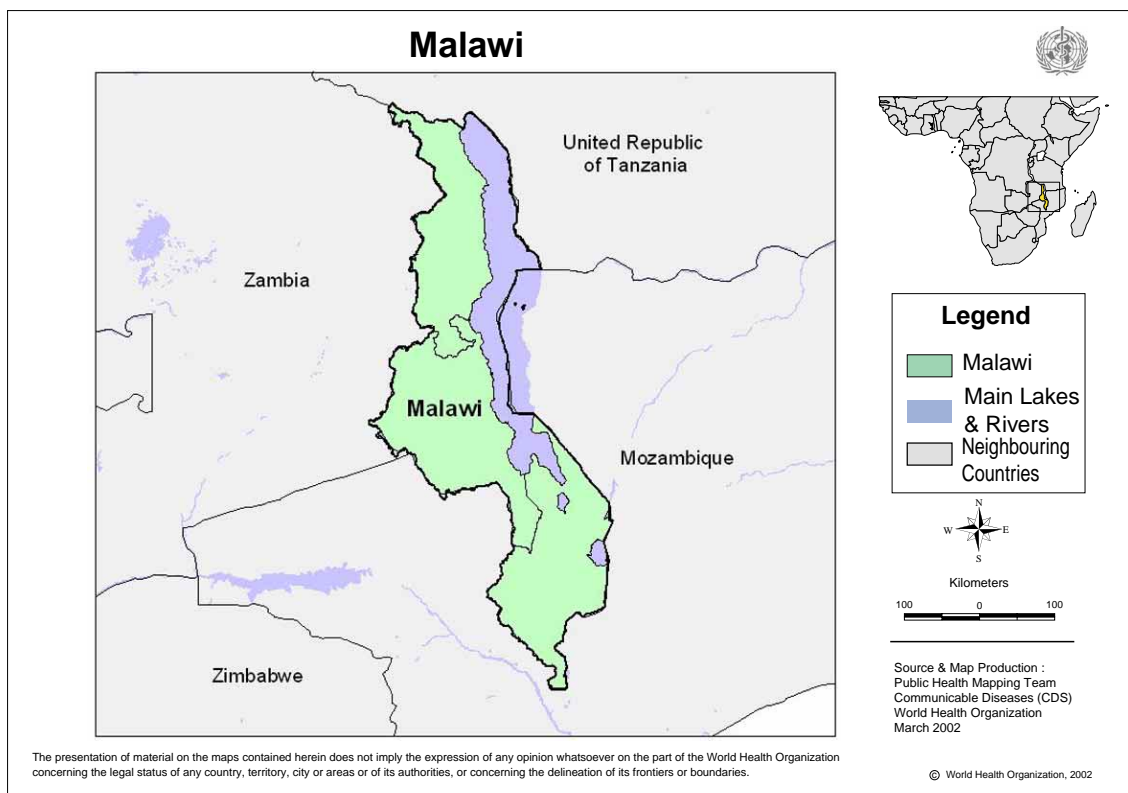 Malawi
United Republic
of Tanzania
Zambia
Malawi
Mozambique
Zimbabwe
Legend
Malawi
Main Lakes
& Rivers
Neighbouring
Countries
N
W
E
S
Kilometers
100 0 100
Source & Map Production :
Public Health Mapping Team
Communicable Diseases (CDS)
World Health Organization
March 2002
The presentation of material on the maps contained herein does not imply the expression of any opinion whatsoever on the part of the World Health Organization
concerning the legal status of any country, territory, city or areas or of its authorities, or concerning the delineation of its frontiers or boundaries.
© World Health Organization, 2002